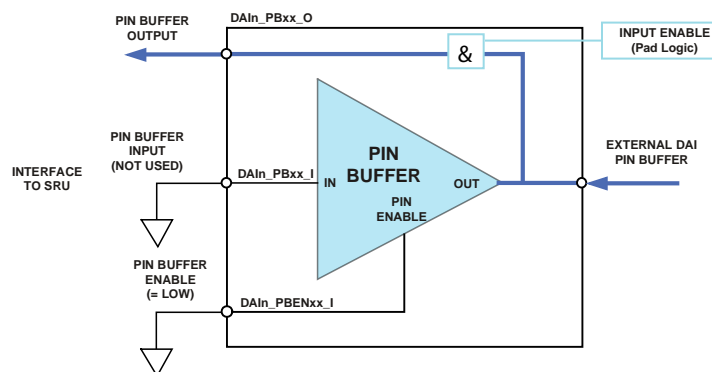 PIN BUFFER
OUTPUT
DAIn_PBxx_O
&
INPUT ENABLE
(Pad Logic)
PIN BUFFER
INPUT
(NOT USED)
EXTERNAL DAI
PIN BUFFER
INTERFACE
TO SRU
DAIn_PBxx_I
IN
PIN
BUFFER
OUT
PIN
ENABLE
PIN BUFFER
ENABLE
(= LOW)
DAIn_PBENxx_I